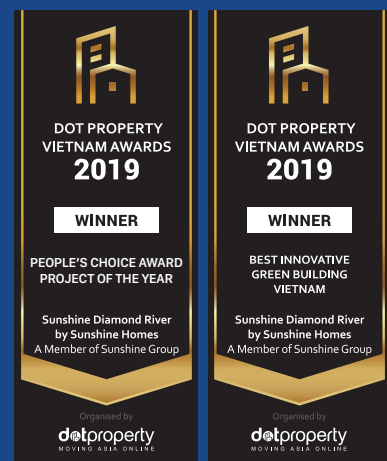 DOT PROPERTY
VIETNAM AWARDS
2019
WINNER
PEOPLE'S CHOICE AWARD
PROJECT OF THE YEAR
Sunshine Diamond River
by Sunshine Homes
A Member of Sunshine Group
Organised by
dotproperty
MOVING ASIA ONLINE
DOT PROPERTY
VIETNAM AWARDS
2019
WINNER
BEST INNOVATIVE
GREEN BUILDING
VIETNAM
Sunshine Diamond River
by Sunshine Homes
A Member of Sunshine Group
Organised by
dotproperty
MOVING ASIA ONLINE